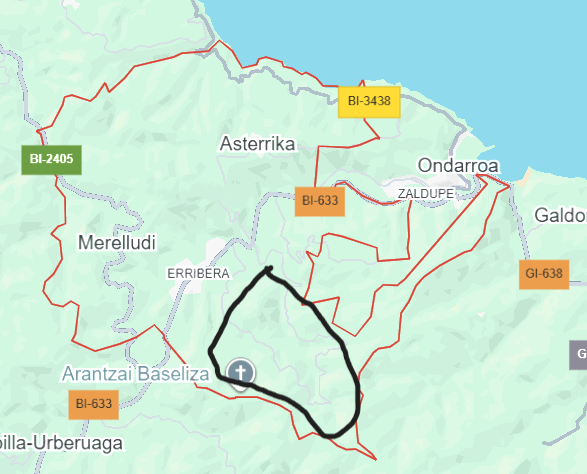 BI-3438
Asterrika
BI-2405
Ondarroa
ZALDUPE
BI-633
Galdo
Merelludi
ERRIBERA
GI-638
G
Arantzai Baseliza
BI-633
oilla-Urberuaga